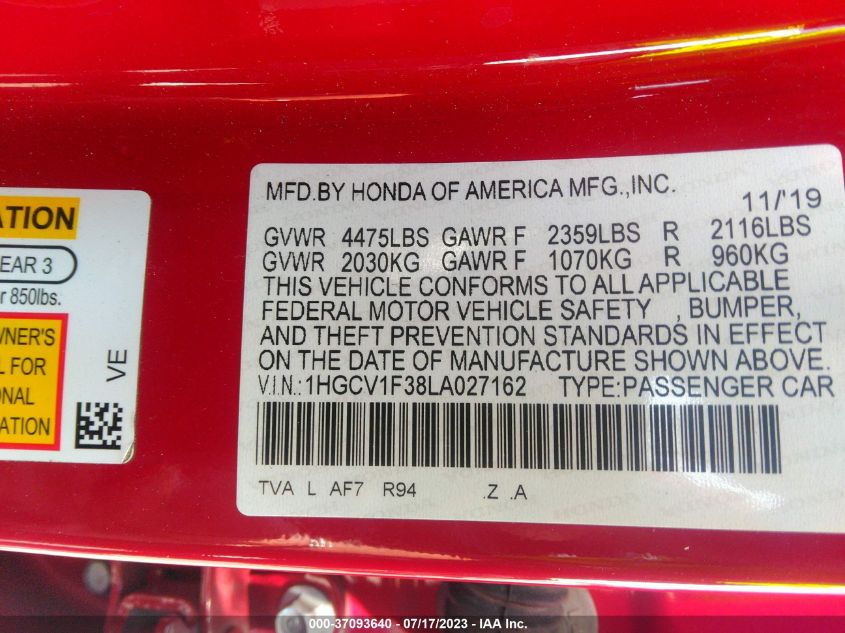 ATION
EAR 3
r 850lbs.
WNER'S
L FOR
ONAL
ATION
VE
MFD.BY HONDA OF AMERICA MFG.,INC.
11/'19
GVWR 4475LBS GAWR F 2359LBS R 2116LBS
GVWR 2030KG GAWR F 1070KG R 960KG
THIS VEHICLE CONFORMS TO ALL APPLICABLE
FEDERAL MOTOR VEHICLE SAFETY , BUMPER,
AND THEFT PREVENTION STANDARDS IN EFFECT
ON THE DATE OF MANUFACTURE SHOWN ABOVE.
V.I.N.:1HGCV1F38LA027162 TYPE:PASSENGER CAR
TVA L AF7 R94 .Z .A
000-37093640 - 07/17/2023 - IAA Inc.